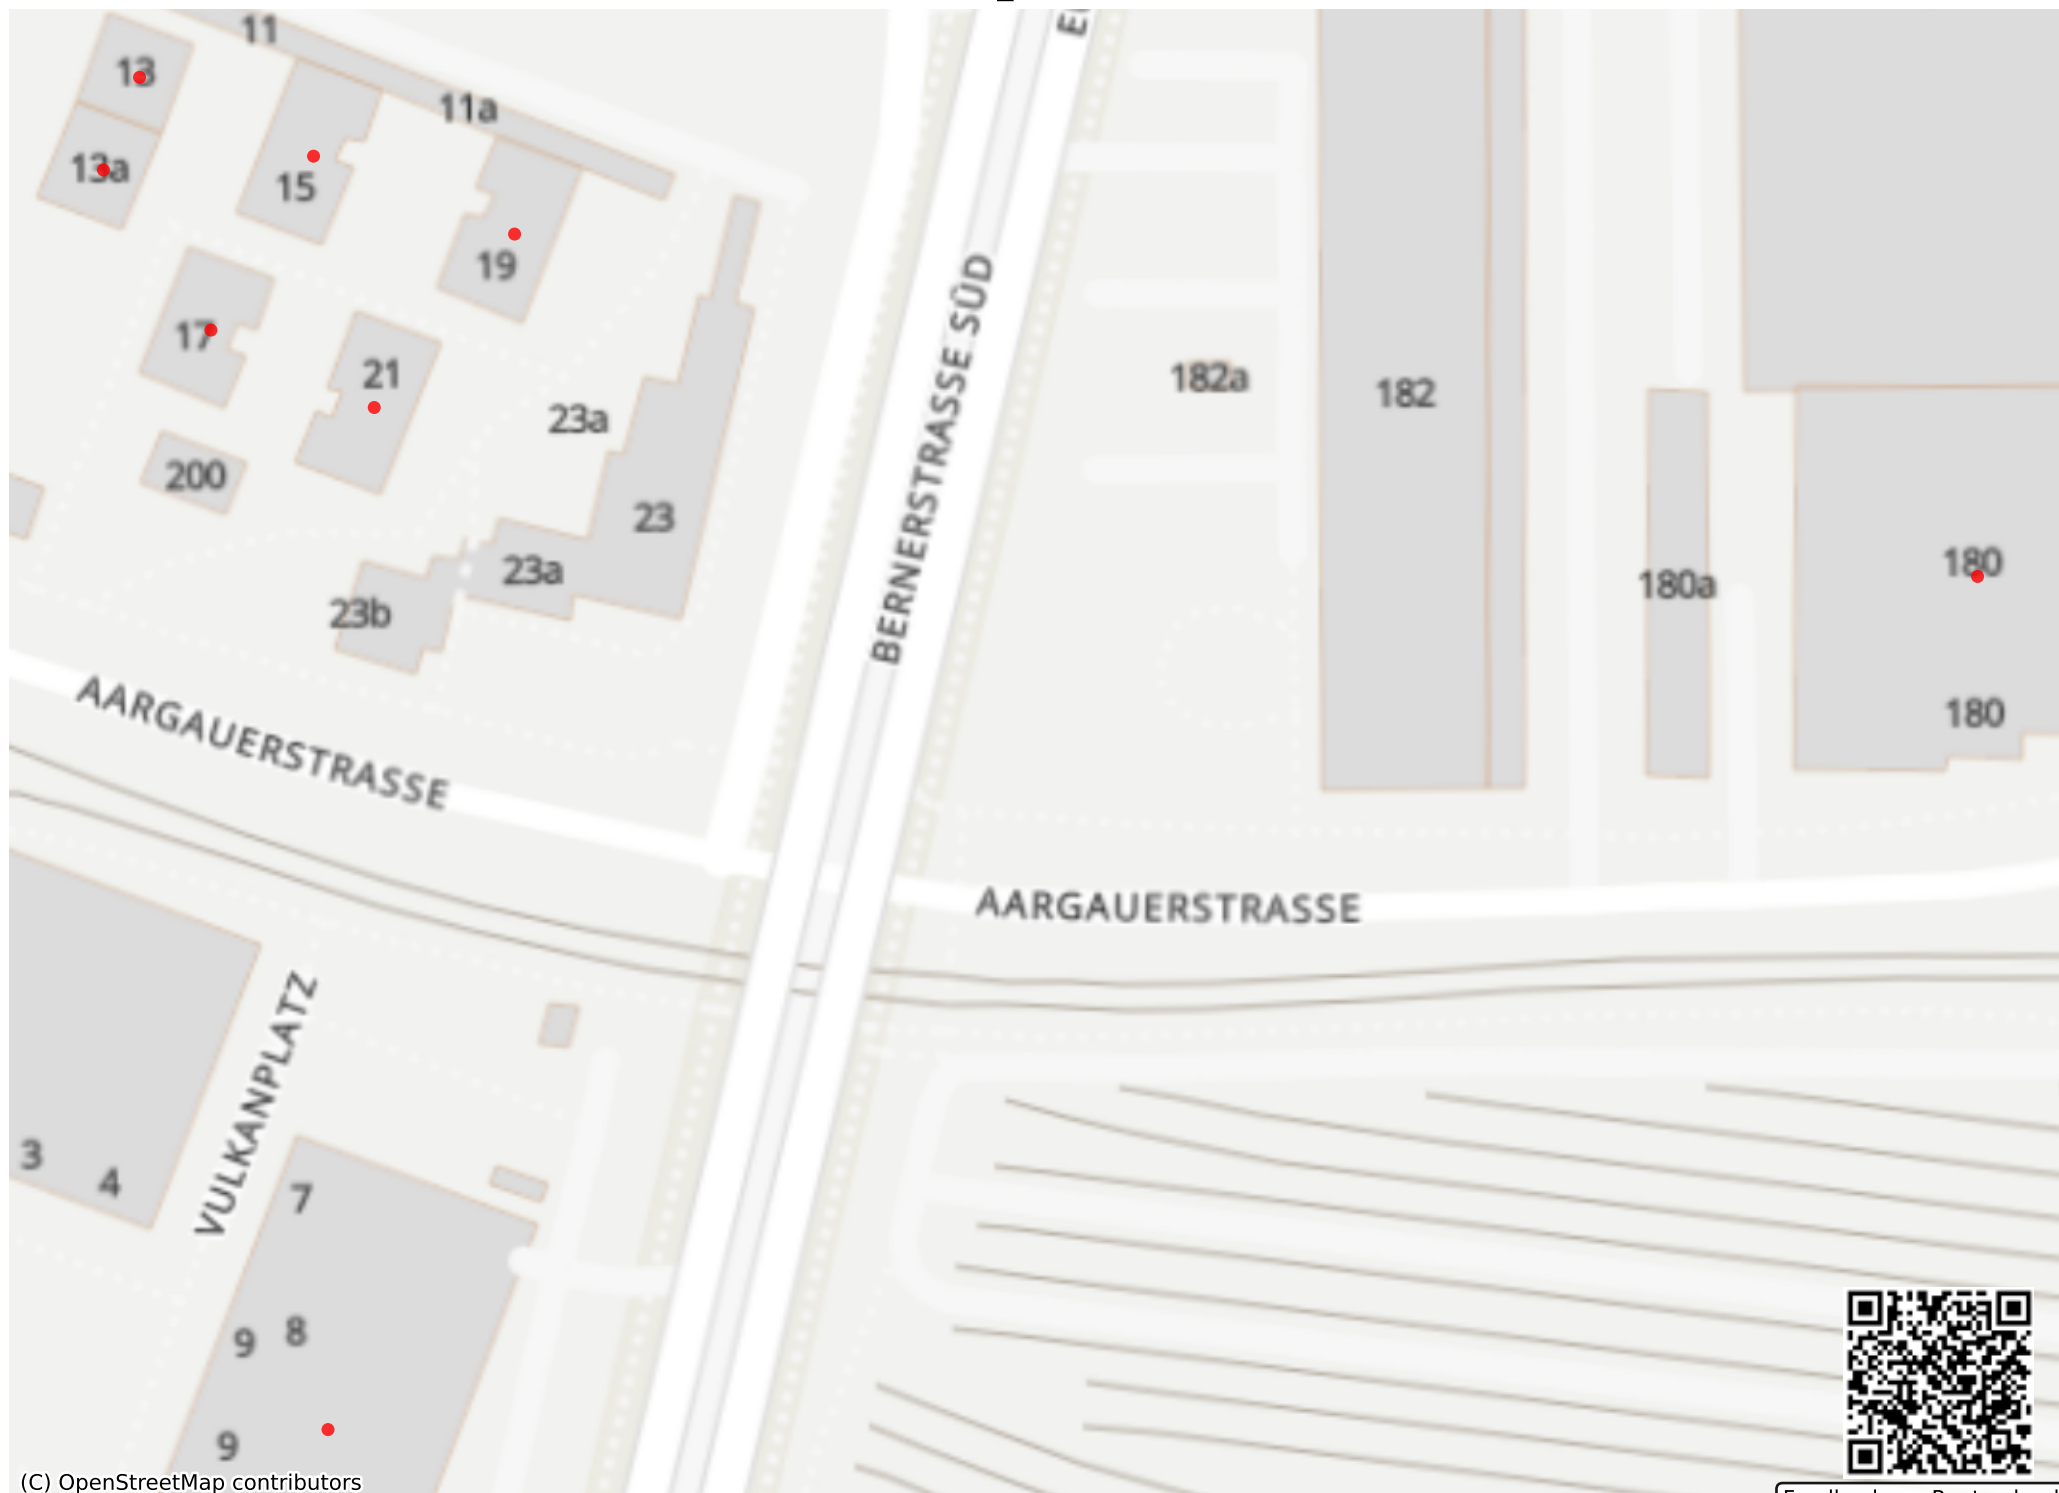 11
13
11a
13a
15
19
17
21
23a
200
23
23a
23b
BERNERSTRASSE SÜD
182a
182
180a
180
180
AARGAUERSTRASSE
AARGAUERSTRASSE
VULKANPLATZ
3
4
7
8
9
9
(C) OpenStreetMap contributors